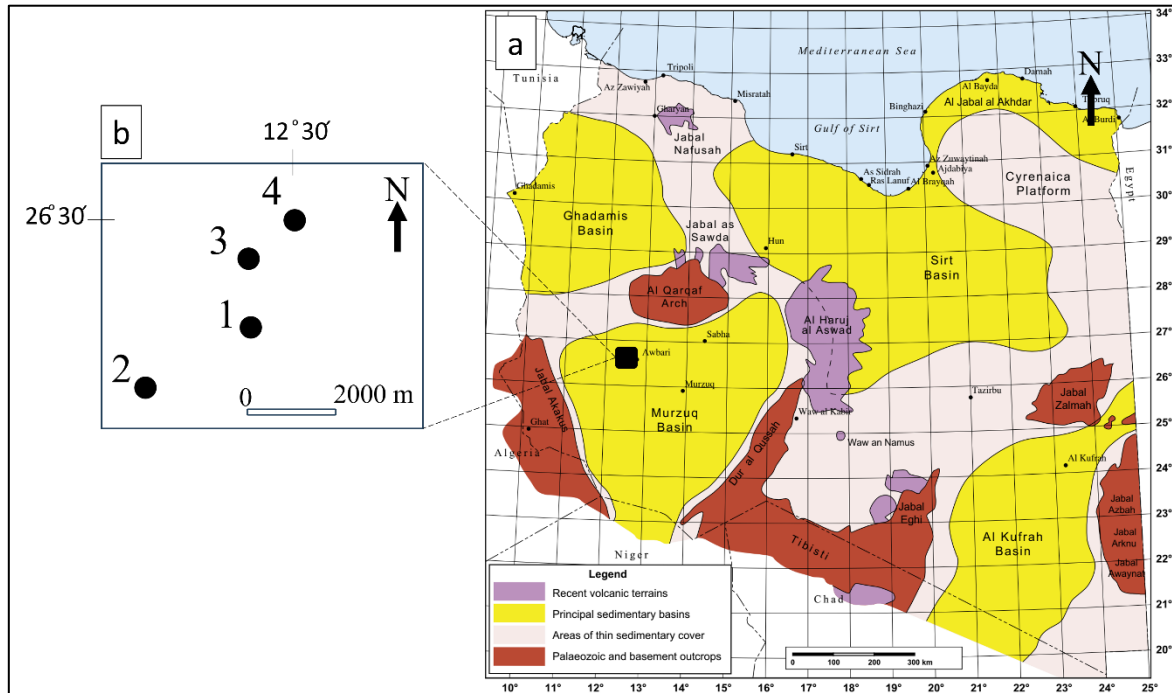 b
12°30′
26°30′
N
4
3
1
2
0
2000 m
a
Mediterranean Sea
Tunisia
Tripoli
Az Zawiyah
Misratah
Gharyan
Jabal
Nafusah
Gulf of Sirt
Sirt
Binghazi
Al Bayda
Darnah
N
Al Jabal al Akhdar
Tubruq
Al Burdi
Az Zuwaytinah
Ajdabiya
As Sidrah
Ras Lanuf
Al Brayqah
Cyrenaica
Platform
Egypt
Ghadamis
Ghadamis
Basin
Jabal as
Sawda
Hun
Sirt
Basin
Al Qarqaf
Arch
Al Haruj
al Aswad
Sabha
Awbari
Murzuq
Murzuq
Basin
Jabal Akakus
Ghat
Algeria
Dur al Qussah
Waw al Kabir
Waw an Namus
Tazirbu
Jabal
Zalmah
Al Kufrah
Jabal
Eghi
Al Kufrah
Basin
Jabal
Azbah
Jabal
Arknu
Jabal
Awaynat
Tibisti
Niger
Chad
Legend
Recent volcanic terrains
Principal sedimentary basins
Areas of thin sedimentary cover
Palaeozoic and basement outcrops
0 100 200 300 km
34°
33°
32°
31°
30°
29°
28°
27°
26°
25°
24°
23°
22°
21°
20°
10° 11° 12° 13° 14° 15° 16° 17° 18° 19° 20° 21° 22° 23° 24° 25°